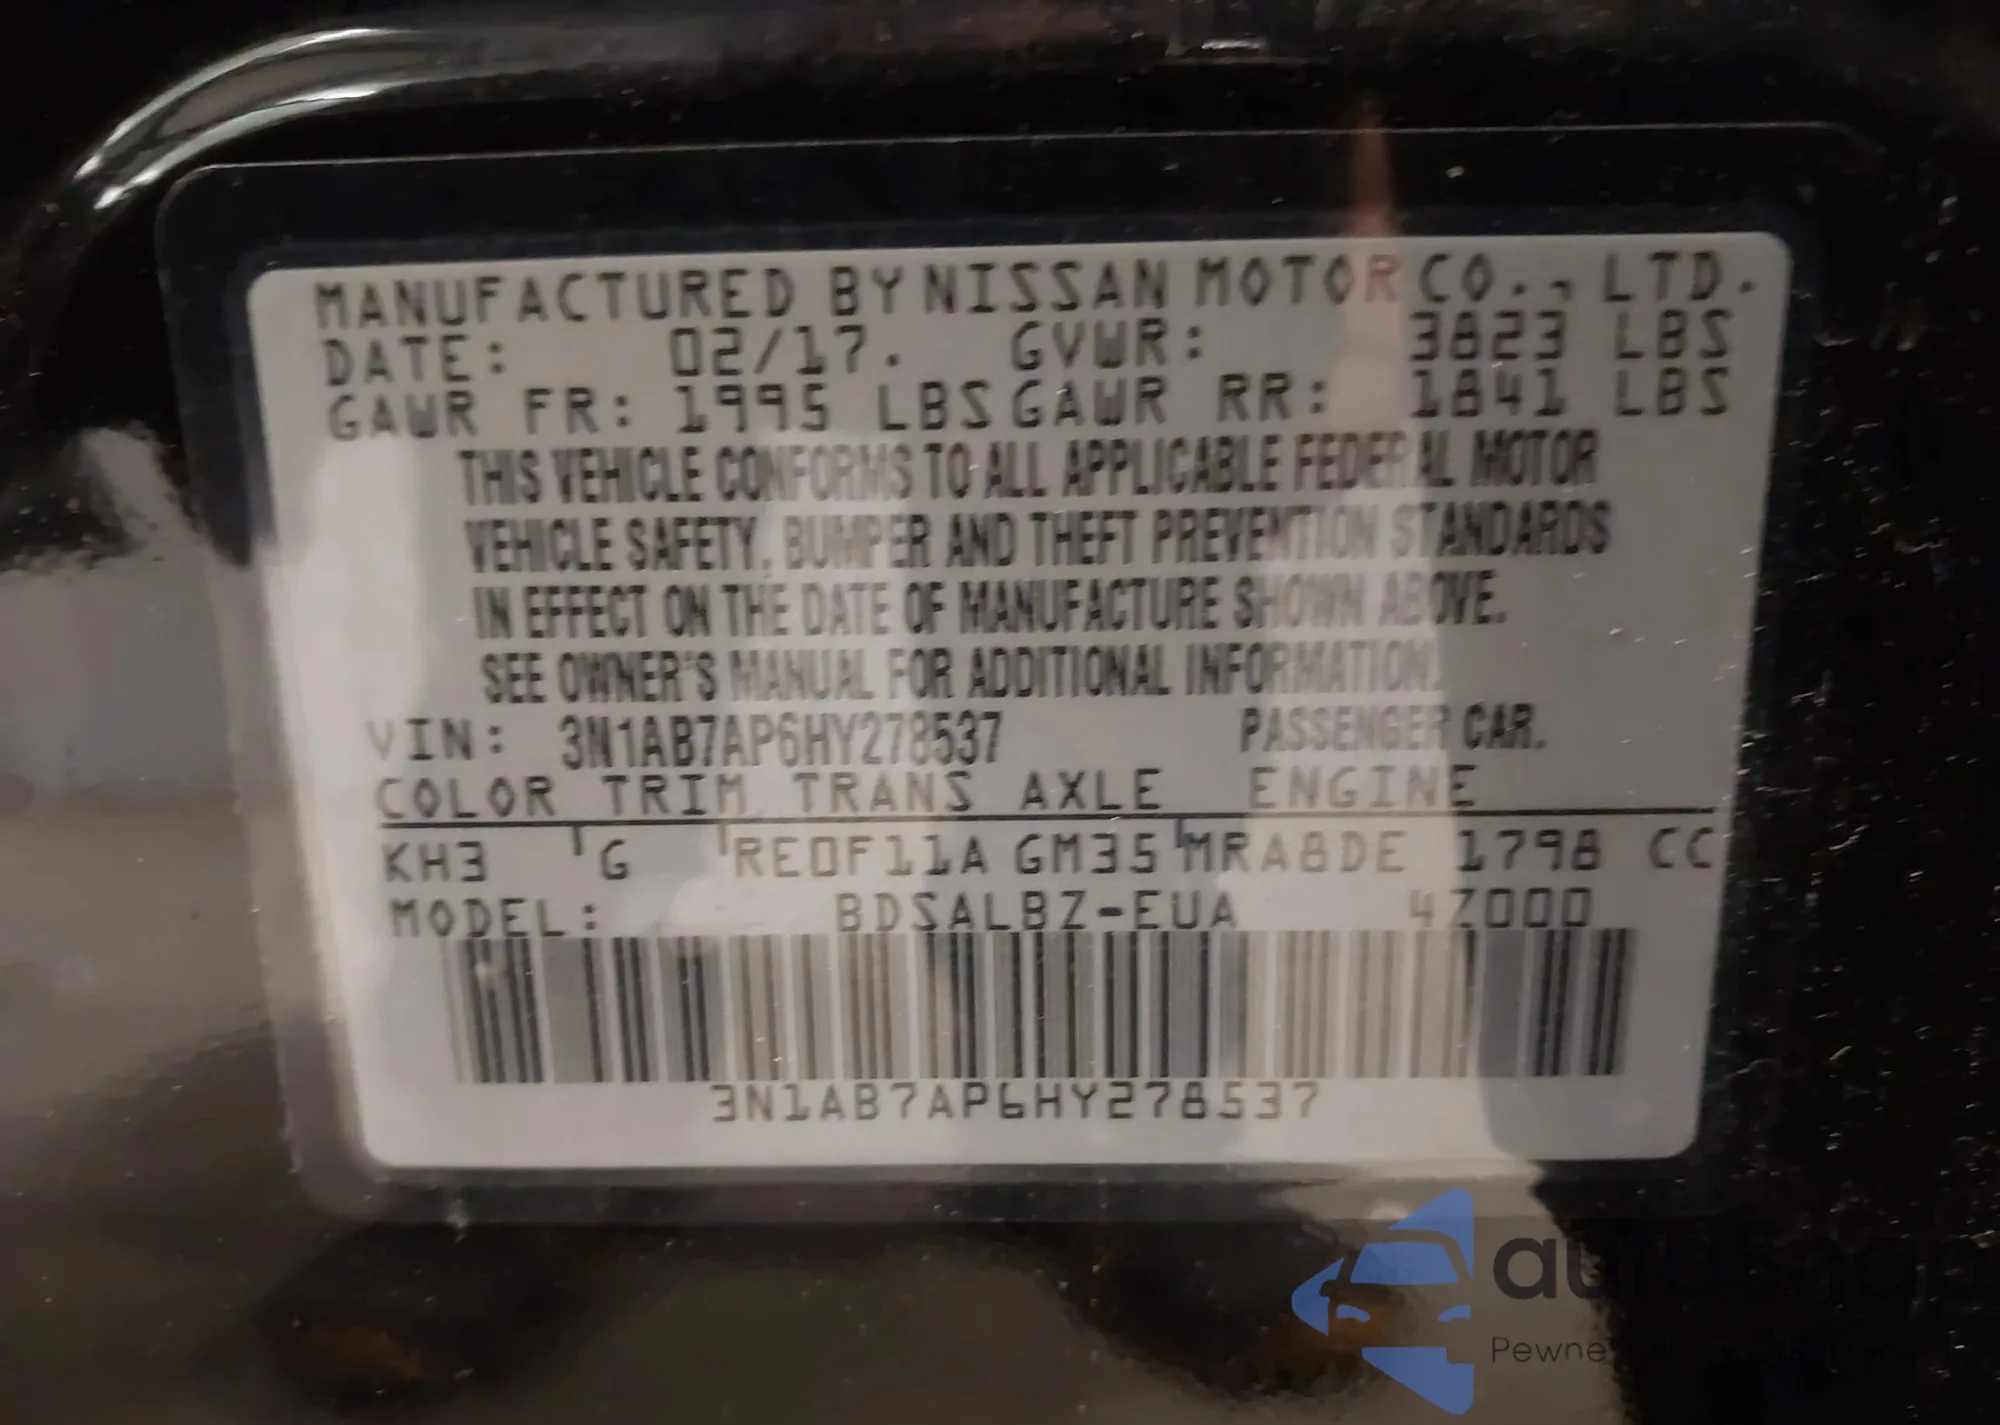 MANUFACTURED BY NISSAN MOTOR CO., LTD.
DATE: 02/17. GVWR: 3823 LBS
GAWR FR: 1995 LBS GAWR RR: 1841 LBS
THIS VEHICLE CONFORMS TO ALL APPLICABLE FEDERAL MOTOR
VEHICLE SAFETY, BUMPER AND THEFT PREVENTION STANDARDS
IN EFFECT ON THE DATE OF MANUFACTURE SHOWN ABOVE.
SEE OWNER'S MANUAL FOR ADDITIONAL INFORMATION.
VIN: 3N1AB7AP6HY278537 PASSENGER CAR.
COLOR TRIM TRANS AXLE ENGINE
KH3 G RE0F11A GM35 MRA8DE 1798 CC
MODEL: BDSALBZ-EUA 4Z000
3N1AB7AP6HY278537
autosnap
Pewne